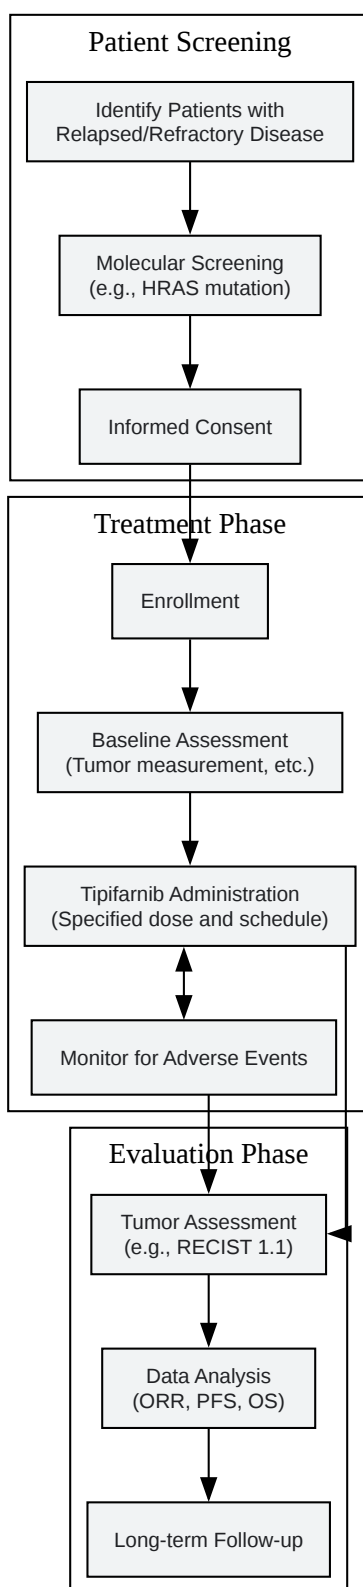 Patient Screening
Identify Patients with
Relapsed/Refractory Disease
Molecular Screening
(e.g., HRAS mutation)
Informed Consent
Treatment Phase
Enrollment
Baseline Assessment
(Tumor measurement, etc.)
Tipifarnib Administration
(Specified dose and schedule)
Monitor for Adverse Events
Evaluation Phase
Tumor Assessment
(e.g., RECIST 1.1)
Data Analysis
(ORR, PFS, OS)
Long-term Follow-up